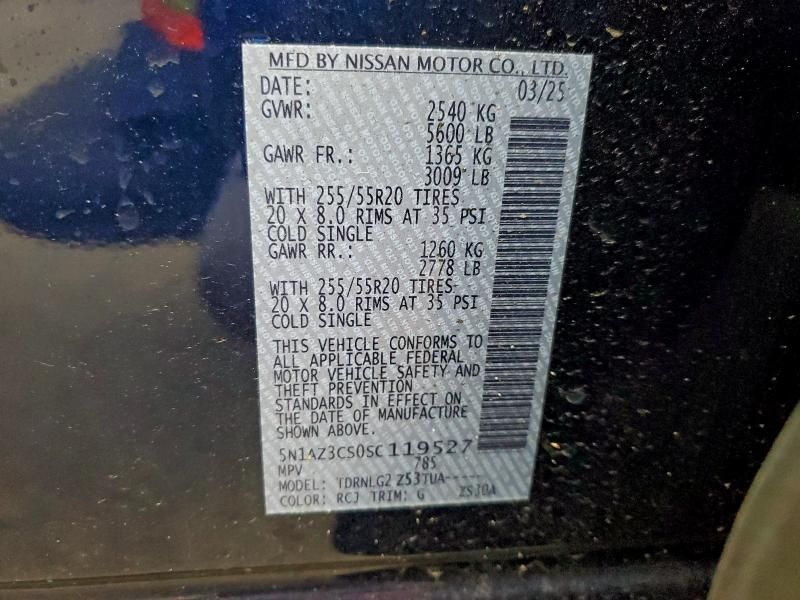 MFD BY NISSAN MOTOR CO., LTD.
DATE: 03/25
GVWR: 2540 KG
5600 LB
GAWR FR.: 1365 KG
3009 LB
WITH 255/55R20 TIRES
20 X 8.0 RIMS AT 35 PSI
COLD SINGLE
GAWR RR.: 1260 KG
2778 LB
WITH 255/55R20 TIRES
20 X 8.0 RIMS AT 35 PSI
COLD SINGLE
THIS VEHICLE CONFORMS TO
ALL APPLICABLE FEDERAL
MOTOR VEHICLE SAFETY AND
THEFT PREVENTION
STANDARDS IN EFFECT ON
THE DATE OF MANUFACTURE
SHOWN ABOVE.
5N1AZ3CS0SC119527
MPV 785
MODEL: TDRNLG2 Z53TUA-----
COLOR: RCJ TRIM: G